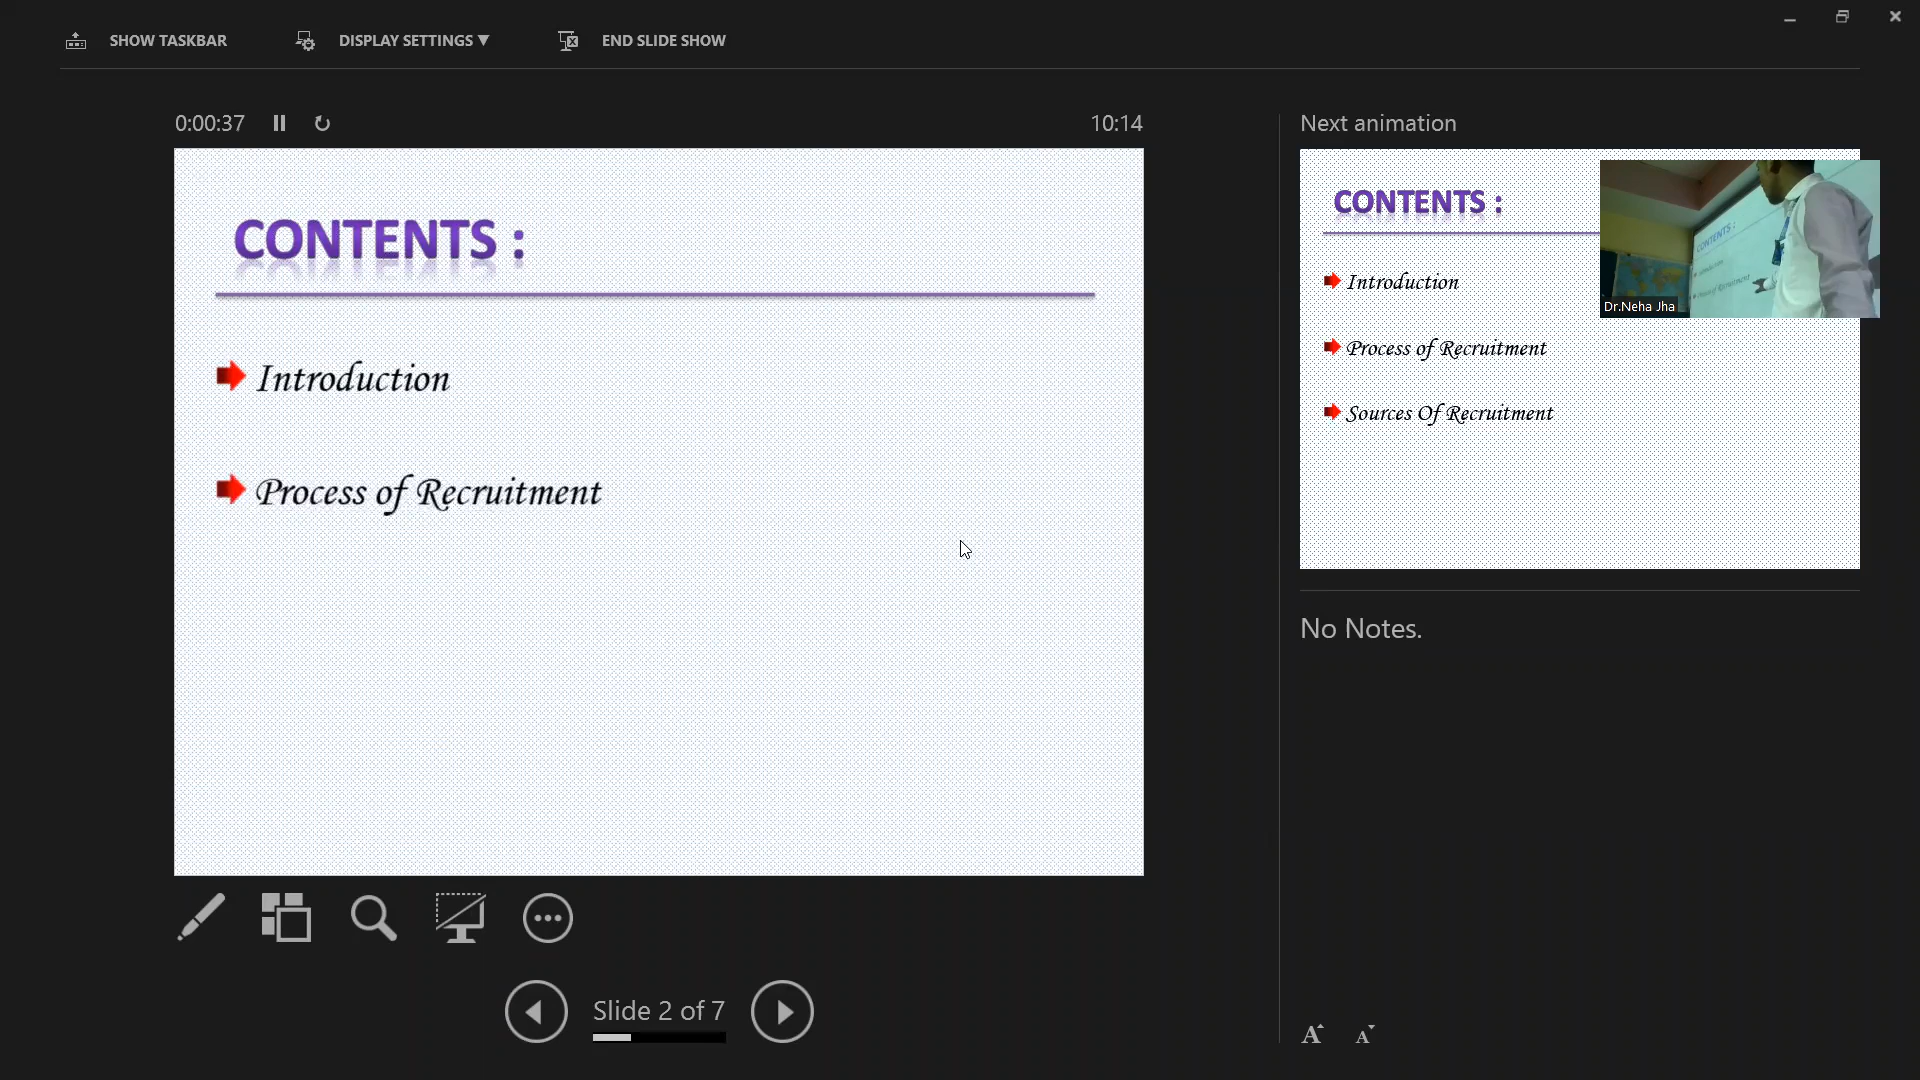 SHOW TASKBAR
DISPLAY SETTINGS ▼
END SLIDE SHOW
0:00:37
10:14
CONTENTS :
Introduction
Process of Recruitment
Slide 2 of 7
Next animation
CONTENTS :
Introduction
Process of Recruitment
Sources Of Recruitment
CONTENTS :
Dr.Neha Jha
No Notes.
A
A